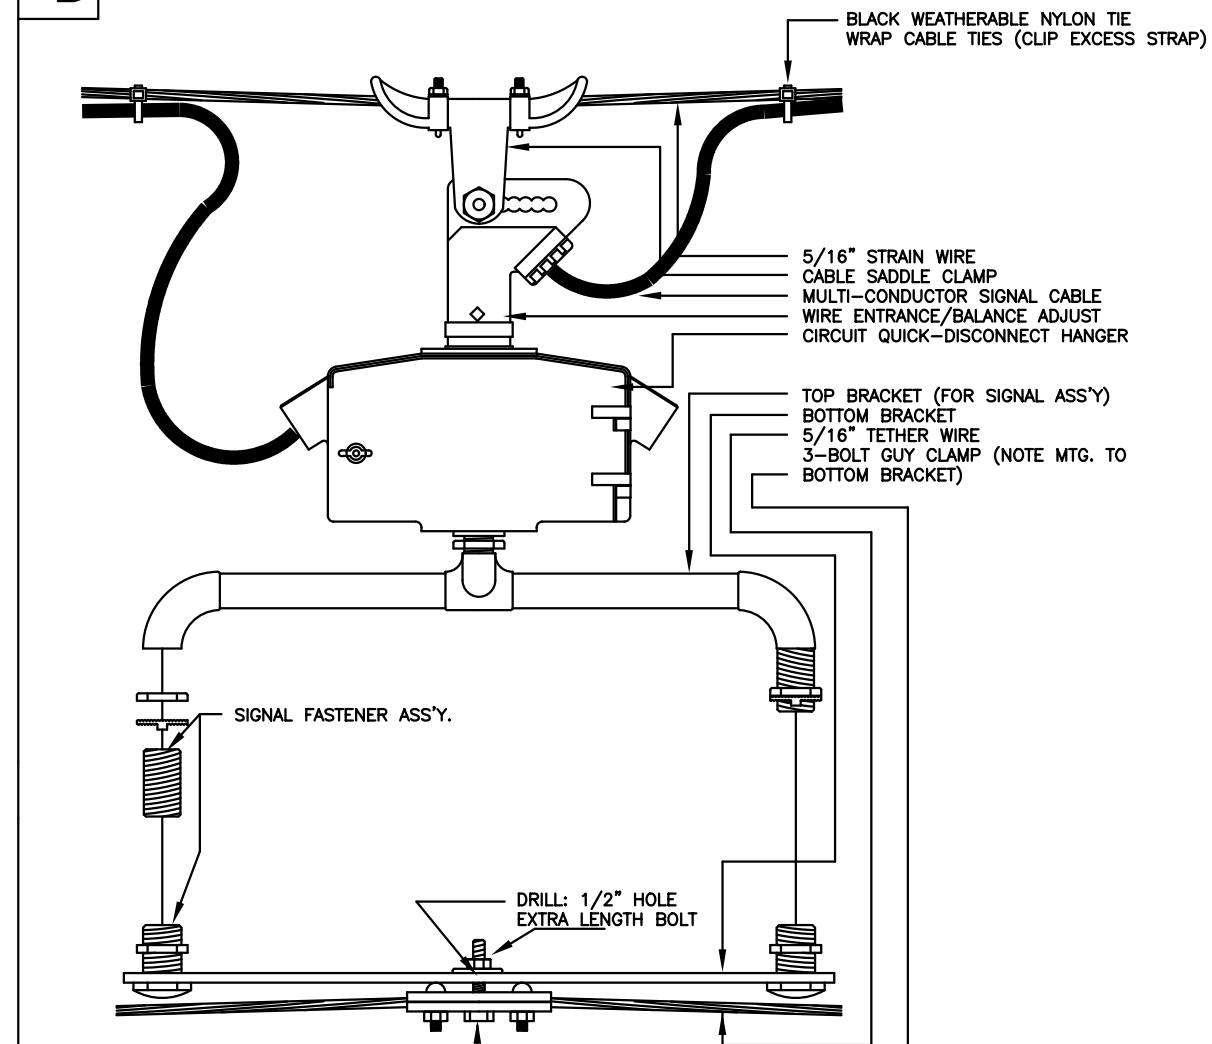 BLACK WEATHERABLE NYLON TIE
WRAP CABLE TIES (CLIP EXCESS STRAP)
5/16" STRAIN WIRE
CABLE SADDLE CLAMP
MULTI-CONDUCTOR SIGNAL CABLE
WIRE ENTRANCE/BALANCE ADJUST
CIRCUIT QUICK-DISCONNECT HANGER
TOP BRACKET (FOR SIGNAL ASS'Y)
BOTTOM BRACKET
5/16" TETHER WIRE
3-BOLT GUY CLAMP (NOTE MTG. TO
BOTTOM BRACKET)
SIGNAL FASTENER ASS'Y.
DRILL: 1/2" HOLE
EXTRA LENGTH BOLT